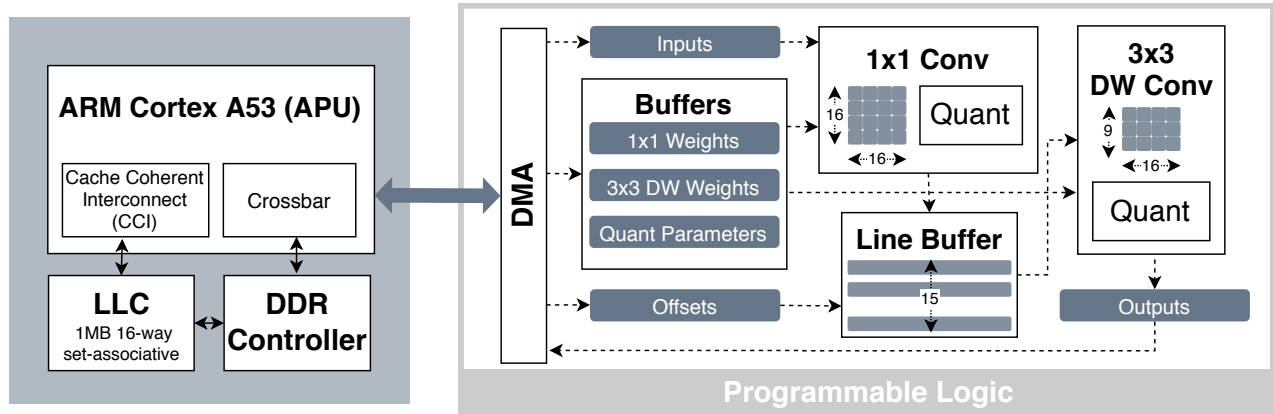 ARM Cortex A53 (APU)
Cache Coherent
Interconnect
(CCI)
Crossbar
LLC
1MB 16-way
set-associative
DDR
Controller
DMA
Inputs
Buffers
1x1 Weights
3x3 DW Weights
Quant Parameters
Offsets
1x1 Conv
16
16
Quant
Line Buffer
15
3x3
DW Conv
9
16
Quant
Outputs
Programmable Logic